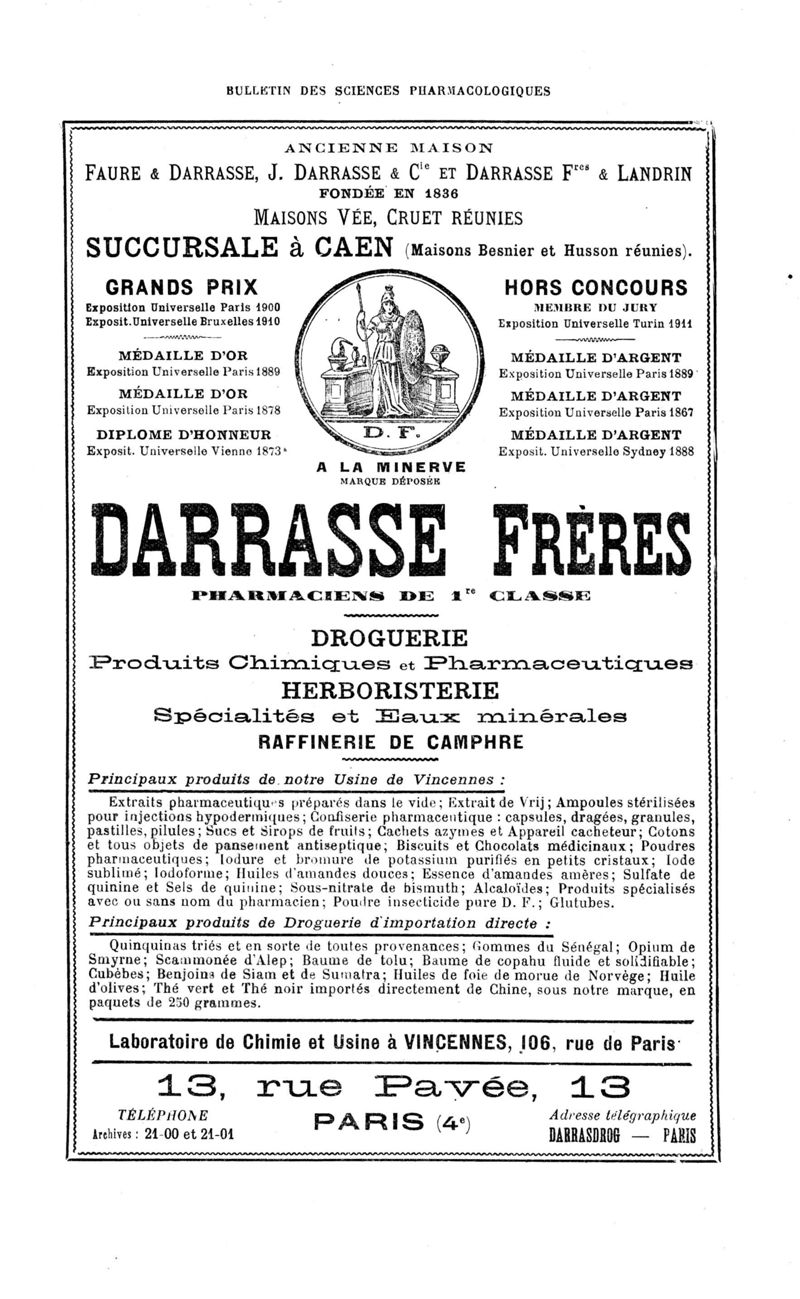 BULLETIN DES SCIENCES PHARMACOLOGIQUES
ANCIENNE MAISON
FAURE & DARRASSE, J. DARRASSE & Cie ET DARRASSE Fres & LANDRIN
FONDÉE EN 1836
MAISONS VÉE, CRUET RÉUNIES
SUCCURSALE à CAEN (Maisons Besnier et Husson réunies).
GRANDS PRIX
Exposition Universelle Paris 1900
Exposit. Universelle Bruxelles 1910
MÉDAILLE D'OR
Exposition Universelle Paris 1889
MÉDAILLE D'OR
Exposition Universelle Paris 1878
DIPLOME D'HONNEUR
Exposit. Universelle Vienne 1873
D. F.
A LA MINERVE
MARQUE DÉPOSÉE
HORS CONCOURS
MEMBRE DU JURY
Exposition Universelle Turin 1911
MÉDAILLE D'ARGENT
Exposition Universelle Paris 1889
MÉDAILLE D'ARGENT
Exposition Universelle Paris 1867
MÉDAILLE D'ARGENT
Exposit. Universelle Sydney 1888
DARRASSE FRÈRES
PHARMACIENS DE 1re CLASSE
DROGUERIE
Produits Chimiques et Pharmaceutiques
HERBORISTERIE
Spécialités et Eaux minérales
RAFFINERIE DE CAMPHRE
Principaux produits de notre Usine de Vincennes :
Extraits pharmaceutiques préparés dans le vide; Extrait de Vrij; Ampoules stérilisées
pour injections hypodermiques; Confiserie pharmaceutique : capsules, dragées, granules,
pastilles, pilules; Sucs et Sirops de fruits; Cachets azymes et Appareil cacheteur; Cotons
et tous objets de pansement antiseptique; Biscuits et Chocolats médicinaux; Poudres
pharmaceutiques; Iodure et bromure de potassium purifiés en petits cristaux; Iode
sublimé; Iodoforme; Huiles d'amandes douces; Essence d'amandes amères; Sulfate de
quinine et Sels de quinine; Sous-nitrate de bismuth; Alcaloïdes; Produits spécialisés
avec ou sans nom du pharmacien; Poudre insecticide pure D. F.; Glutubes.
Principaux produits de Droguerie d'importation directe :
Quinquinas triés et en sorte de toutes provenances; Gommes du Sénégal; Opium de
Smyrne; Scammonée d'Alep; Baume de tolu; Baume de copahu fluide et solidifiable;
Cubèbes; Benjoins de Siam et de Sumatra; Huiles de foie de morue de Norvège; Huile
d'olives; Thé vert et Thé noir importés directement de Chine, sous notre marque, en
paquets de 250 grammes.
Laboratoire de Chimie et Usine à VINCENNES, 106, rue de Paris
13, rue Pavée, 13
TÉLÉPHONE
Archives : 21-00 et 21-01
PARIS (4e)
Adresse télégraphique
DARRASDROG — PARIS